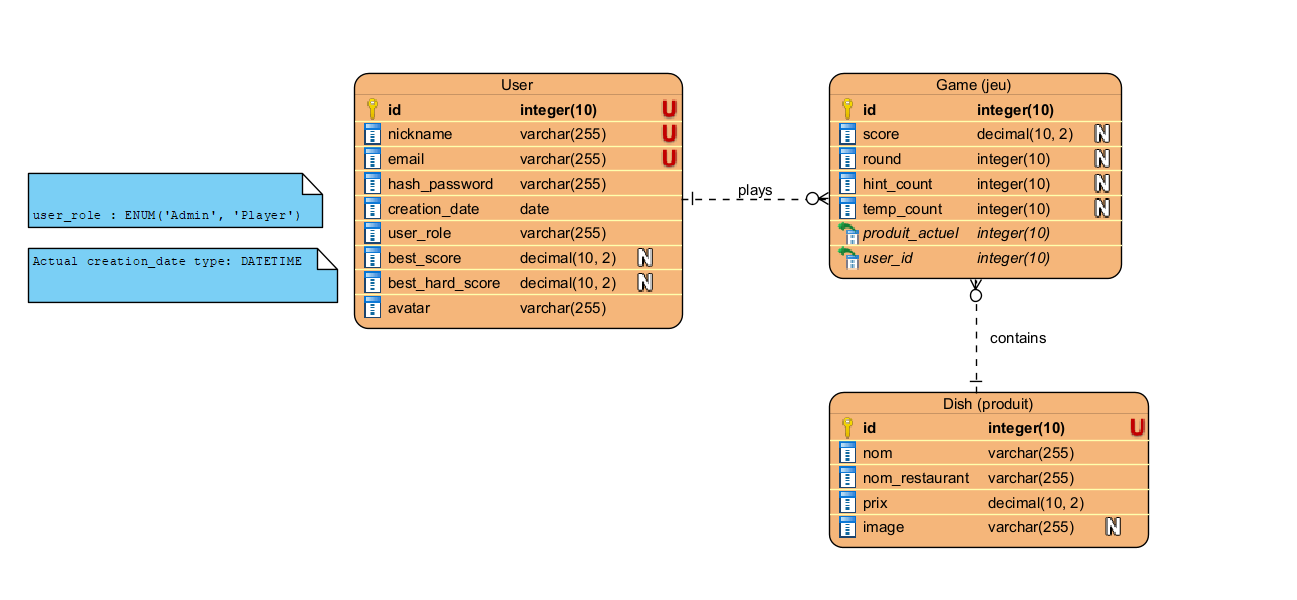 user_role : ENUM('Admin', 'Player')
Actual creation_date type: DATETIME
User
id integer(10) U
nickname varchar(255) U
email varchar(255) U
hash_password varchar(255)
creation_date date
user_role varchar(255)
best_score decimal(10, 2) N
best_hard_score decimal(10, 2) N
avatar varchar(255)
plays
Game (jeu)
id integer(10)
score decimal(10, 2) N
round integer(10) N
hint_count integer(10) N
temp_count integer(10) N
produit_actuel integer(10)
user_id integer(10)
contains
Dish (produit)
id integer(10) U
nom varchar(255)
nom_restaurant varchar(255)
prix decimal(10, 2)
image varchar(255) N